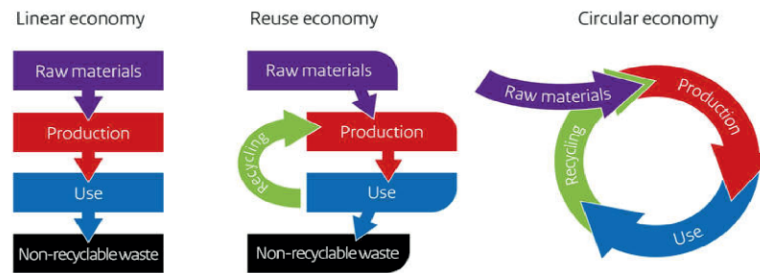 Linear economy
Raw materials
Production
Use
Non-recyclable waste
Reuse economy
Raw materials
Production
Recycling
Use
Non-recyclable waste
Circular economy
Raw materials
Production
Recycling
Use